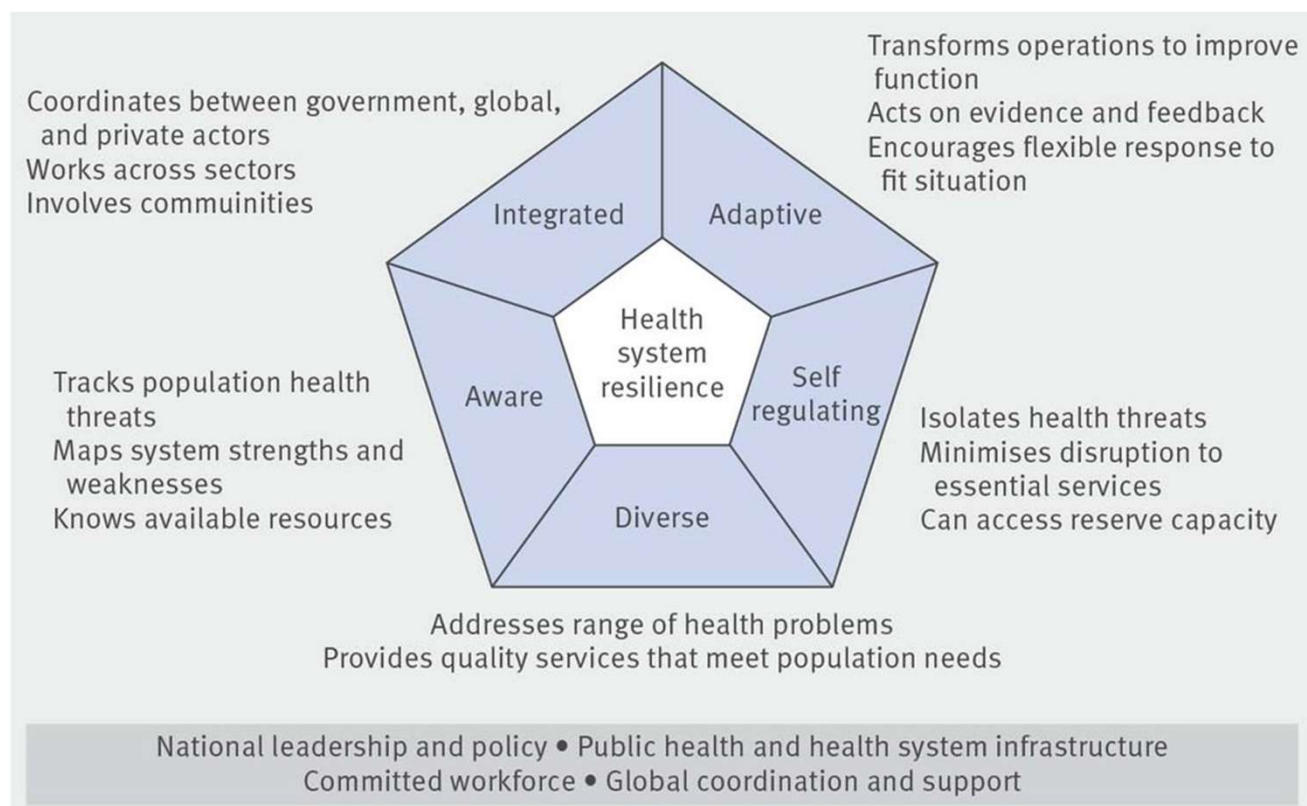 Transforms operations to improve
function
Acts on evidence and feedback
Encourages flexible response to
fit situation
Coordinates between government, global,
and private actors
Works across sectors
Involves commuinities
Integrated
Adaptive
Health
system
resilience
Aware
Self
regulating
Diverse
Tracks population health
threats
Maps system strengths and
weaknesses
Knows available resources
Isolates health threats
Minimises disruption to
essential services
Can access reserve capacity
Addresses range of health problems
Provides quality services that meet population needs
National leadership and policy • Public health and health system infrastructure
Committed workforce • Global coordination and support